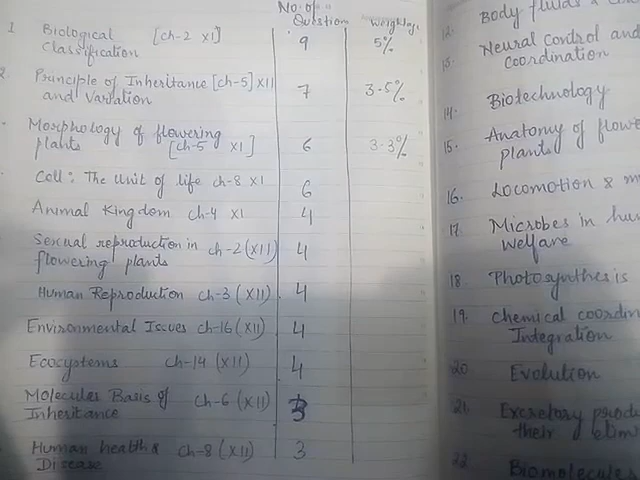 No. of Question Weightag
1 Biological [ch-2 XI] 9 5%
Classification
2. Principle of Inheritance [ch-5] XII 7 3.5%
and Variation
Morphology of flowering
plants [ch-5 XI] 6 3.3%
Cell: The Unit of life ch-8 XI 6
Animal Kingdom ch-4 XI 4
Sexual reproduction in ch-2 (XII) 4
flowering plants
Human Reproduction ch-3 (XII) 4
Environmental Issues ch-16 (XII) 4
Ecosystems ch-14 (XII) 4
Molecules Basis of ch-6 (XII) 3
Inheritance
Human health & ch-8 (XII) 3
Disease
12. Body fluids &
13. Neural Control and
coordination
14. Biotechnology
15. Anatomy of flowe
plants
16. Locomotion & m
17. Microbes in hu
welfare
18. Photosynthesis
19. Chemical coordin
Integration
20 Evolution
21. Excretory produ
their elimi
22 Biomolecules